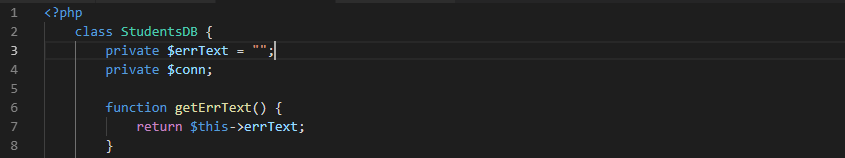 1 <?php
2 class StudentsDB {
3 private $errText = "";
4 private $conn;
5
6 function getErrText() {
7 return $this->errText;
8 }